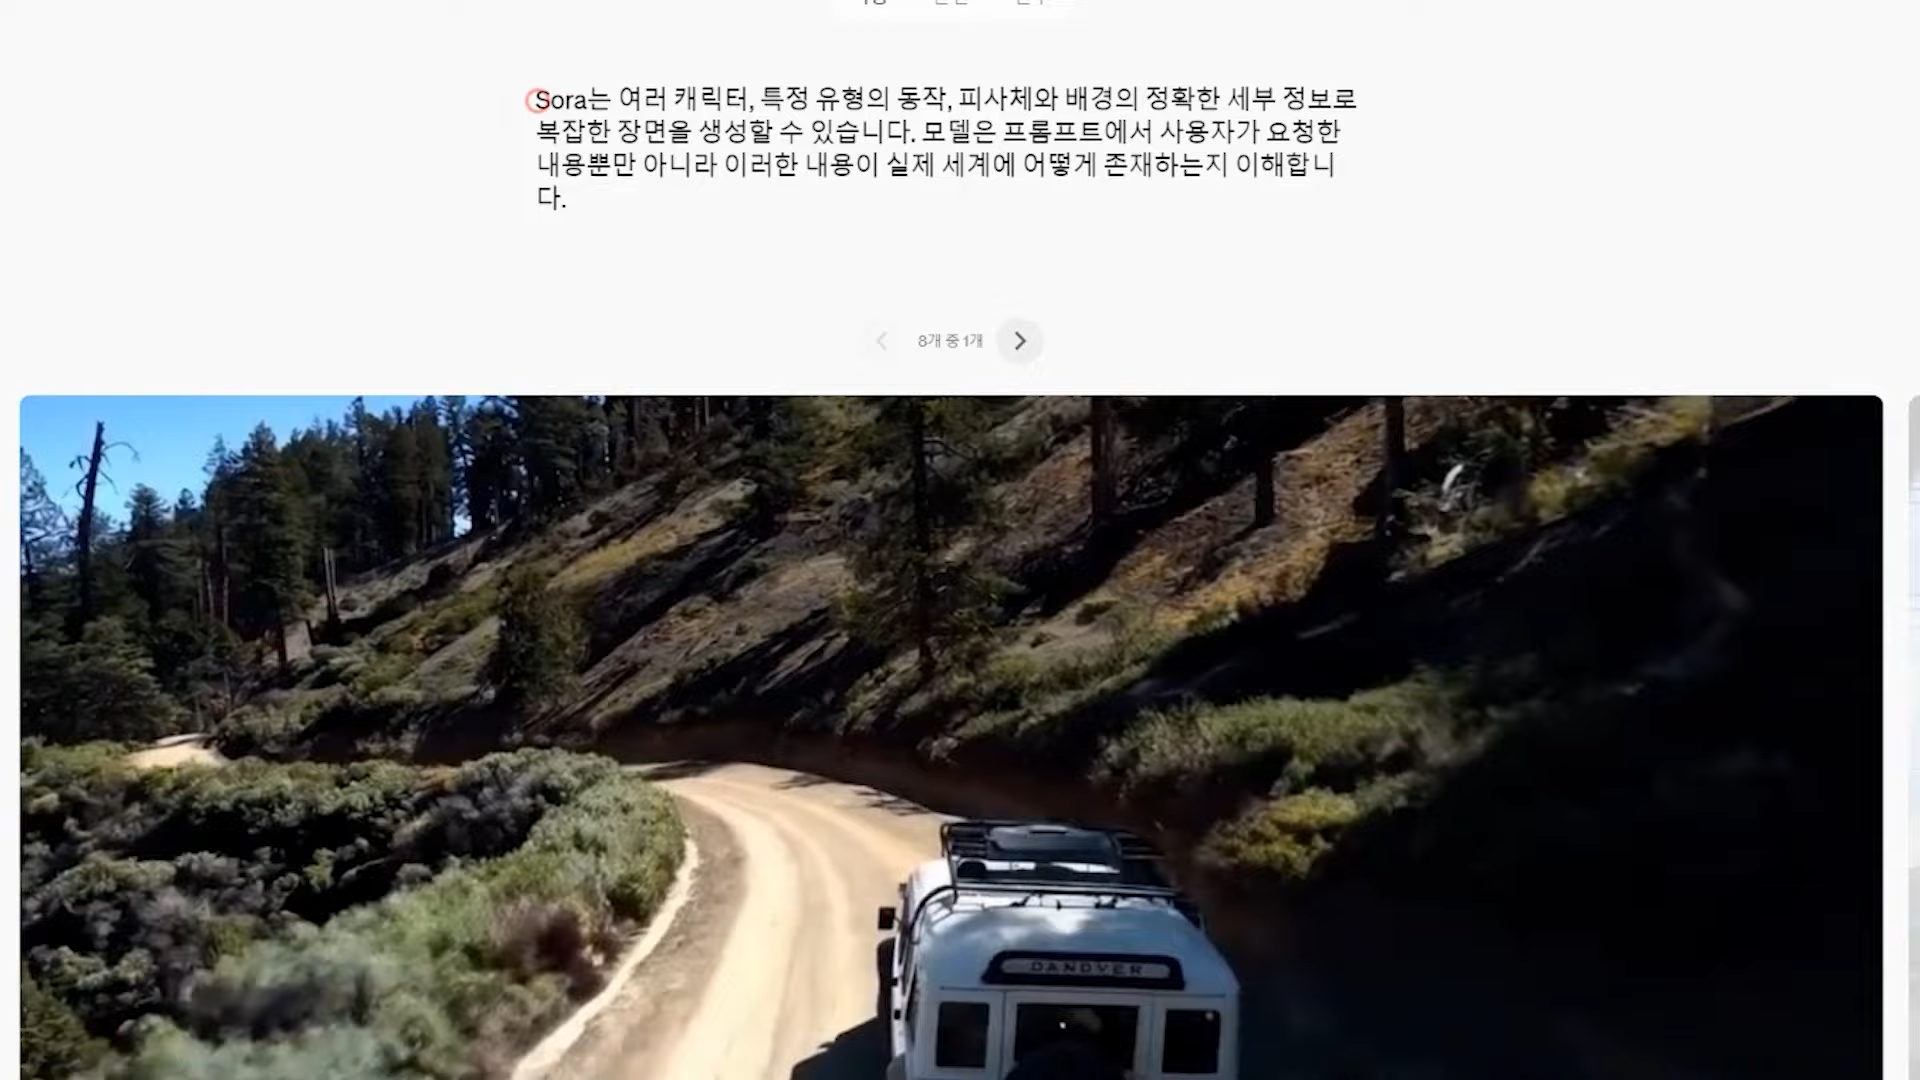 Sora는 여러 캐릭터, 특정 유형의 동작, 피사체와 배경의 정확한 세부 정보로
복잡한 장면을 생성할 수 있습니다. 모델은 프롬프트에서 사용자가 요청한
내용뿐만 아니라 이러한 내용이 실제 세계에 어떻게 존재하는지 이해합니
다.
8개 중 1개
DANDVER